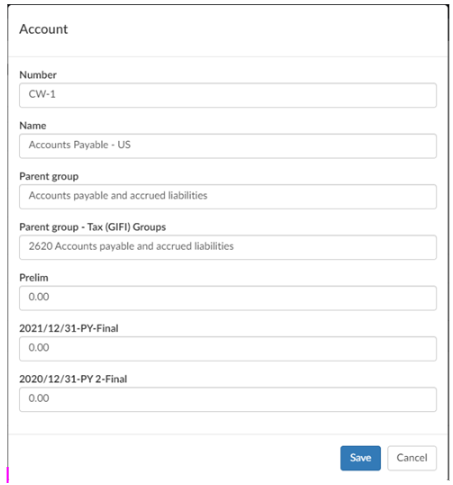 Account
Number
CW-1
Name
Accounts Payable - US
Parent group
Accounts payable and accrued liabilities
Parent group - Tax (GIFI) Groups
2620 Accounts payable and accrued liabilities
Prelim
0.00
2021/12/31-PY-Final
0.00
2020/12/31-PY 2-Final
0.00
Save Cancel